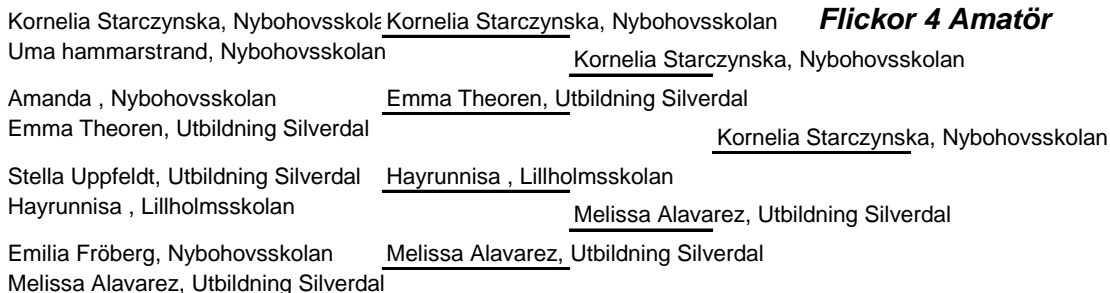 Kornelia Starczynska, Nybohovsskola Kornelia Starczynska, Nybohovsskolan Flickor 4 Amatör
Uma hammarstrand, Nybohovsskolan
Kornelia Starczynska, Nybohovsskolan
Amanda , Nybohovsskolan Emma Theoren, Utbildning Silverdal
Emma Theoren, Utbildning Silverdal
Kornelia Starczynska, Nybohovsskolan
Stella Uppfeldt, Utbildning Silverdal Hayrunnisa , Lillholmsskolan
Hayrunnisa , Lillholmsskolan
Melissa Alavarez, Utbildning Silverdal
Emilia Fröberg, Nybohovsskolan Melissa Alavarez, Utbildning Silverdal
Melissa Alavarez, Utbildning Silverdal